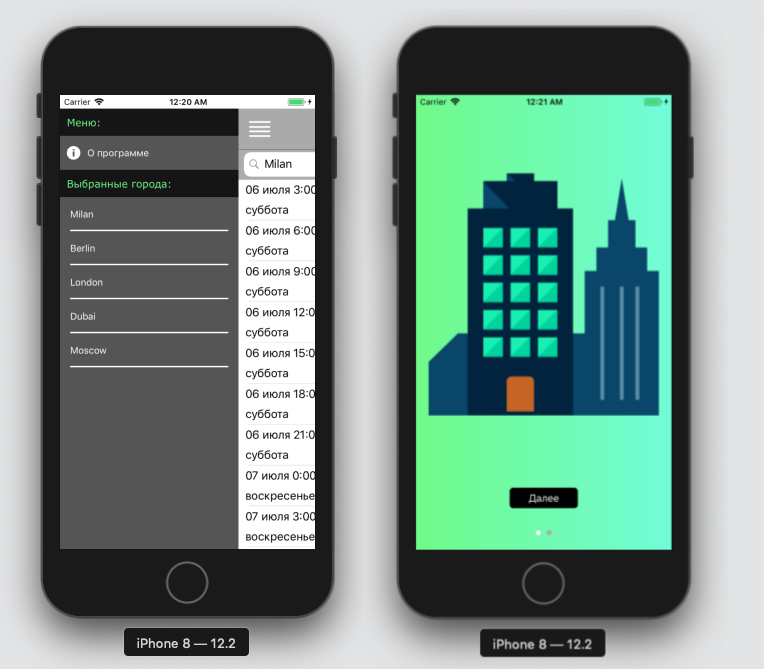 Carrier 12:20 AM
Меню:
О программе
Выбранные города:
Milan
Berlin
London
Dubai
Moscow
Milan
06 июля 3:00
суббота
06 июля 6:00
суббота
06 июля 9:00
суббота
06 июля 12:0
суббота
06 июля 15:0
суббота
06 июля 18:0
суббота
06 июля 21:0
суббота
07 июля 0:00
воскресенье
07 июля 3:00
воскресенье
iPhone 8 — 12.2
Carrier 12:21 AM
Далее
iPhone 8 — 12.2